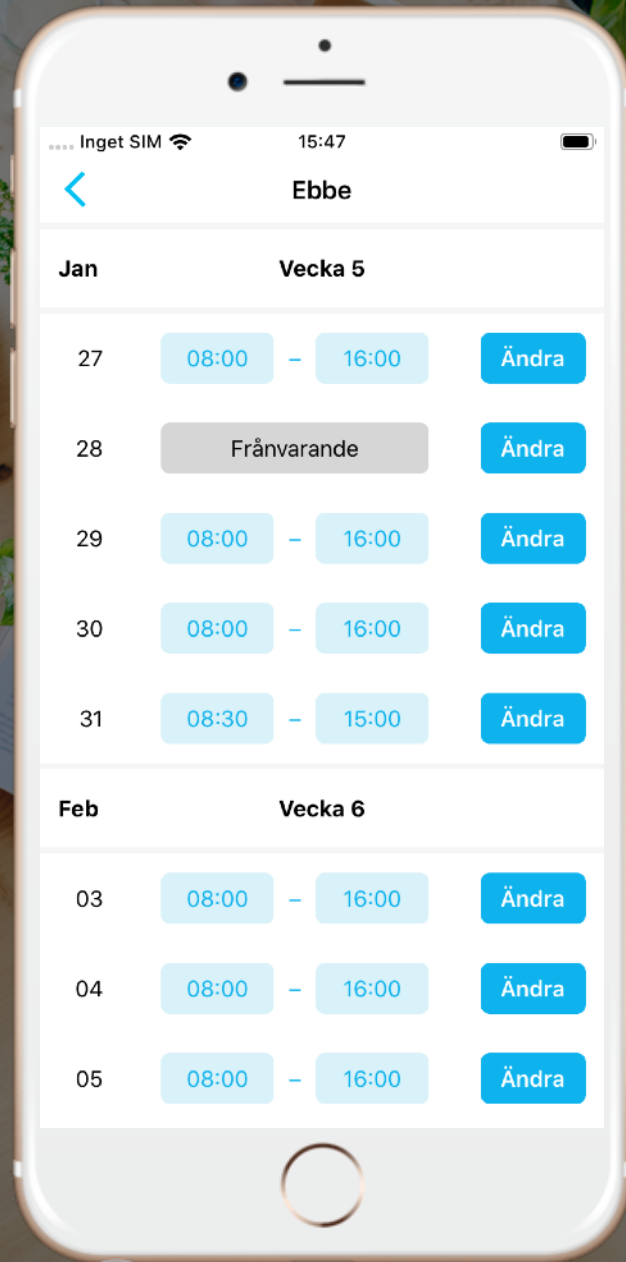 Inget SIM 15:47
Ebbe
Jan Vecka 5
27 08:00 – 16:00 Ändra
28 Frånvarande Ändra
29 08:00 – 16:00 Ändra
30 08:00 – 16:00 Ändra
31 08:30 – 15:00 Ändra
Feb Vecka 6
03 08:00 – 16:00 Ändra
04 08:00 – 16:00 Ändra
05 08:00 – 16:00 Ändra